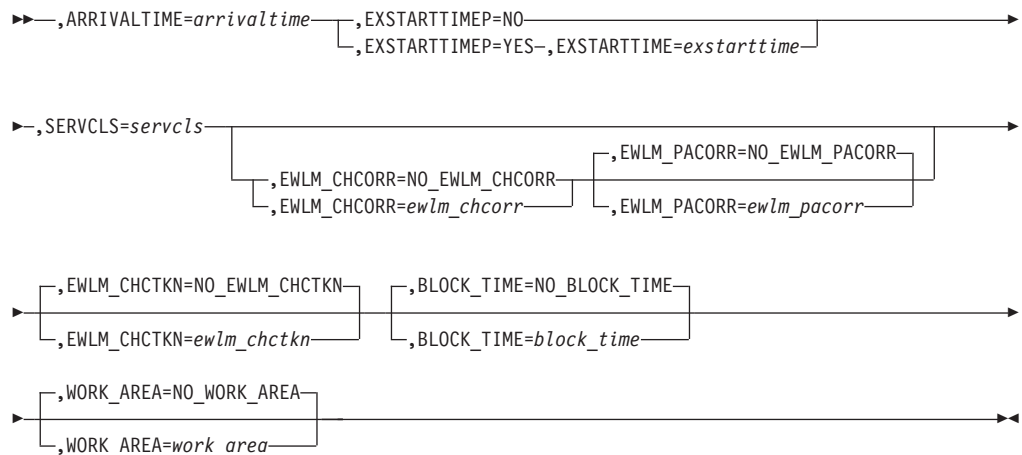 ,ARRIVALTIME=arrivaltime ,EXSTARTTIMEP=NO
,EXSTARTTIMEP=YES ,EXSTARTTIME=exstarttime
,SERVCLS=servcls
,EWLM_PACORR=NO_EWLM_PACORR
,EWLM_CHCORR=NO_EWLM_CHCORR
,EWLM_CHCORR=ewlm_chcorr ,EWLM_PACORR=ewlm_pacorr
,EWLM_CHCTKN=NO_EWLM_CHCTKN ,BLOCK_TIME=NO_BLOCK_TIME
,EWLM_CHCTKN=ewlm_chctkn ,BLOCK_TIME=block_time
,WORK_AREA=NO_WORK_AREA
,WORK AREA=work area